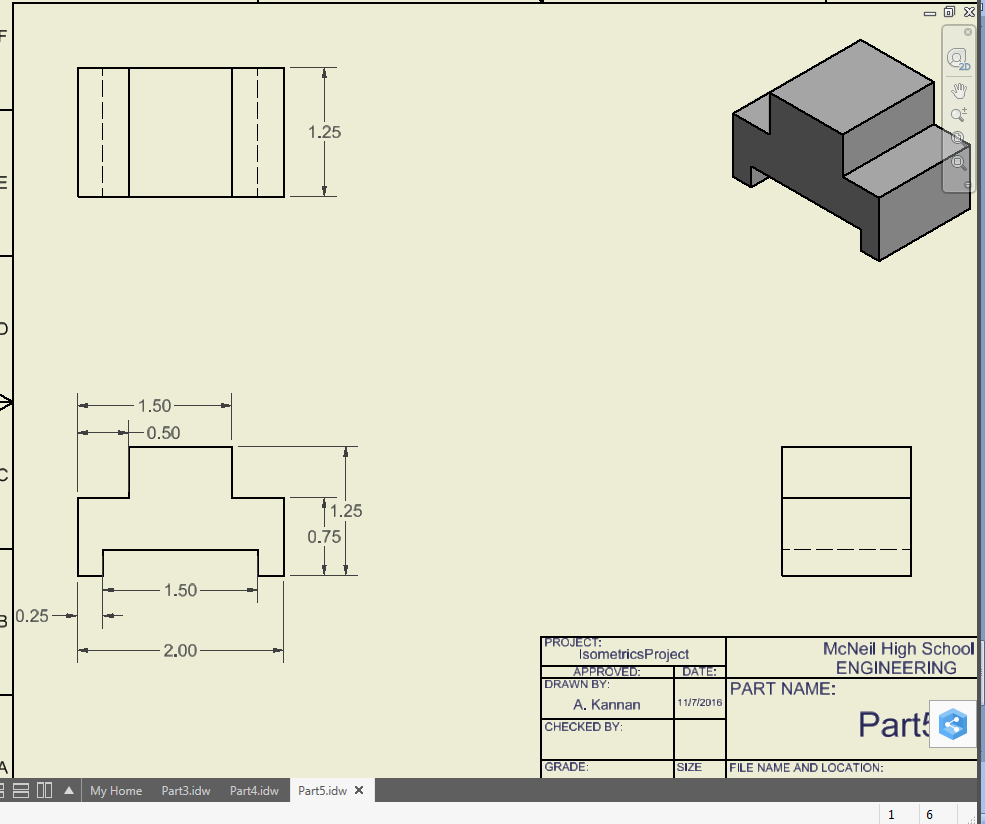 F
1.25
2D
E
D
1.50
0.50
C
1.25
0.75
1.50
0.25
B
2.00
PROJECT:
IsometricsProject
McNeil High School
ENGINEERING
APPROVED:
DATE:
DRAWN BY:
A. Kannan
11/7/2016
PART NAME:
Part5
CHECKED BY:
A
GRADE:
SIZE
FILE NAME AND LOCATION:
My Home
Part3.idw
Part4.idw
Part5.idw
1
6